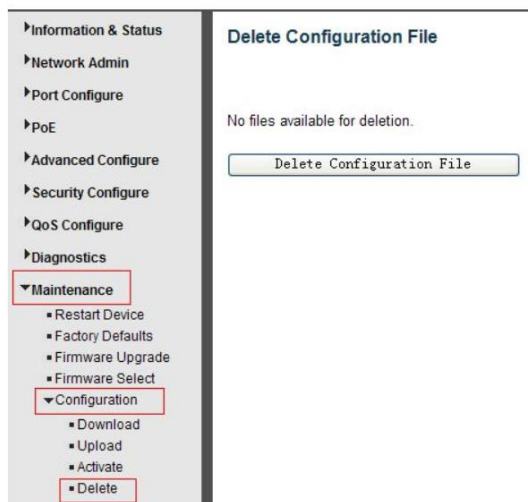 Information & Status
Network Admin
Port Configure
PoE
Advanced Configure
Security Configure
QoS Configure
Diagnostics
Maintenance
Restart Device
Factory Defaults
Firmware Upgrade
Firmware Select
Configuration
Download
Upload
Activate
Delete
Delete Configuration File
No files available for deletion.
Delete Configuration File